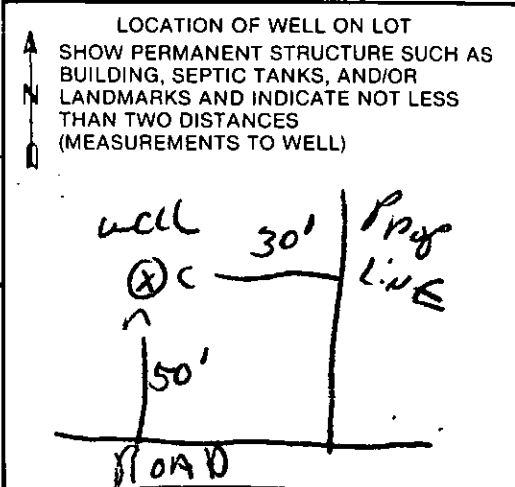 LOCATION OF WELL ON LOT
SHOW PERMANENT STRUCTURE SUCH AS
BUILDING, SEPTIC TANKS, AND/OR
N LANDMARKS AND INDICATE NOT LESS
THAN TWO DISTANCES
(MEASUREMENTS TO WELL)
well 30' Prop
X LiNE
50'
ROAD